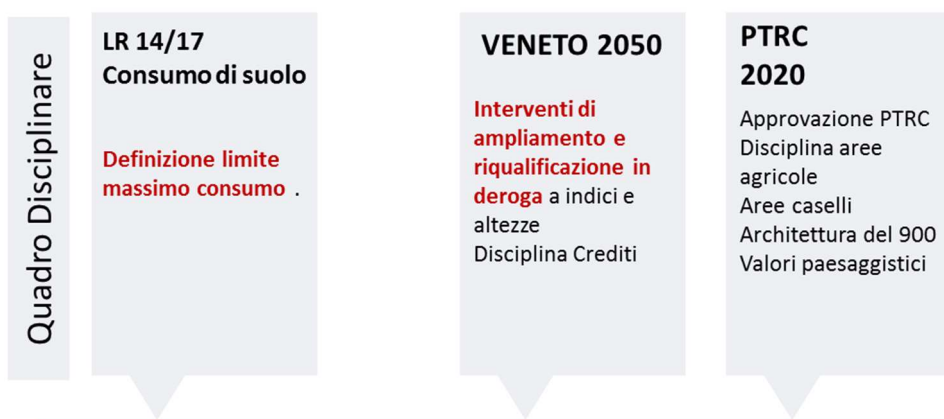 Quadro Disciplinare
LR 14/17
Consumo di suolo
Definizione limite
massimo consumo .
VENETO 2050
Interventi di
ampliamento e
riqualificazione in
deroga a indici e
altezze
Disciplina Crediti
PTRC
2020
Approvazione PTRC
Disciplina aree
agricole
Aree caselli
Architettura del 900
Valori paesaggistici